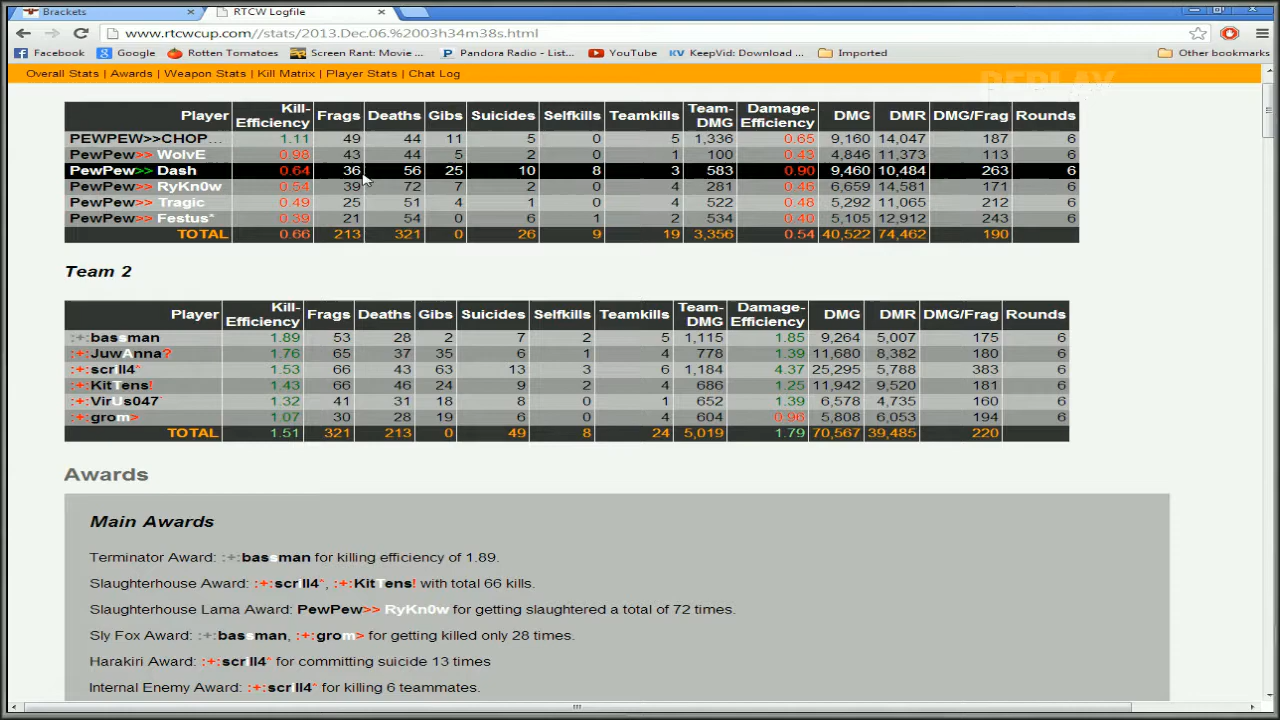 Brackets × RTCW Logfile ×
www.rtcwcup.com//stats/2013.Dec.06.%2003h34m38s.html
Facebook Google Rotten Tomatoes Screen Rant: Movie ... Pandora Radio - List... YouTube KeepVid: Download ... Imported Other bookmarks
Overall Stats | Awards | Weapon Stats | Kill Matrix | Player Stats | Chat Log
REPLAY
Player Kill-Efficiency Frags Deaths Gibs Suicides Selfkills Teamkills Team-DMG Damage-Efficiency DMG DMR DMG/Frag Rounds
PEWPEW>>CHOP... 1.11 49 44 11 5 0 5 1,336 0.65 9,160 14,047 187 6
PewPew>> WolvE 0.98 43 44 5 2 0 1 100 0.43 4,846 11,373 113 6
PewPew>> Dash 0.64 36 56 25 10 8 3 583 0.90 9,460 10,484 263 6
PewPew>> RyKn0w 0.54 39 72 7 2 0 4 281 0.46 6,659 14,581 171 6
PewPew>> Tragic 0.49 25 51 4 1 0 4 522 0.48 5,292 11,065 212 6
PewPew>> Festus* 0.39 21 54 0 6 1 2 534 0.40 5,105 12,912 243 6
TOTAL 0.66 213 321 0 26 9 19 3,356 0.54 40,522 74,462 190
Team 2
Player Kill-Efficiency Frags Deaths Gibs Suicides Selfkills Teamkills Team-DMG Damage-Efficiency DMG DMR DMG/Frag Rounds
:+:bassman 1.89 53 28 2 7 2 5 1,115 1.85 9,264 5,007 175 6
:+:JuwAnna? 1.76 65 37 35 6 1 4 778 1.39 11,680 8,382 180 6
:+:scrIll4^ 1.53 66 43 63 13 3 6 1,184 4.37 25,295 5,788 383 6
:+:KitTens! 1.43 66 46 24 9 2 4 686 1.25 11,942 9,520 181 6
:+:VirUs047 1.32 41 31 18 8 0 1 652 1.39 6,578 4,735 160 6
:+:grom> 1.07 30 28 19 6 0 4 604 0.96 5,808 6,053 194 6
TOTAL 1.51 321 213 0 49 8 24 5,019 1.79 70,567 39,485 220
Awards
Main Awards
Terminator Award: :+:bassman for killing efficiency of 1.89.
Slaughterhouse Award: :+:scrIll4^, :+:KitTens! with total 66 kills.
Slaughterhouse Lama Award: PewPew>> RyKn0w for getting slaughtered a total of 72 times.
Sly Fox Award: :+:bassman, :+:grom> for getting killed only 28 times.
Harakiri Award: :+:scrIll4^ for committing suicide 13 times
Internal Enemy Award: :+:scrIll4^ for killing 6 teammates.